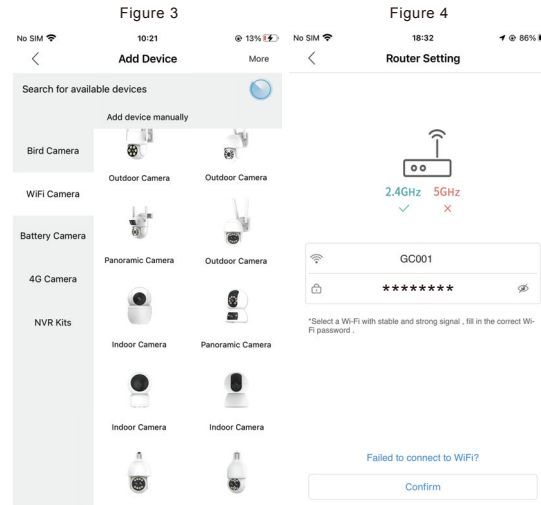 Figure 3
No SIM 10:21 13%
Add Device More
Search for available devices
Add device manually
Bird Camera
WiFi Camera
Battery Camera
4G Camera
NVR Kits
Outdoor Camera Outdoor Camera
Panoramic Camera Outdoor Camera
Indoor Camera Panoramic Camera
Indoor Camera Indoor Camera
Figure 4
No SIM 18:32 86%
Router Setting
2.4GHz 5GHz
GC001
********
*Select a Wi-Fi with stable and strong signal , fill in the correct Wi-
Fi password .
Failed to connect to WiFi?
Confirm